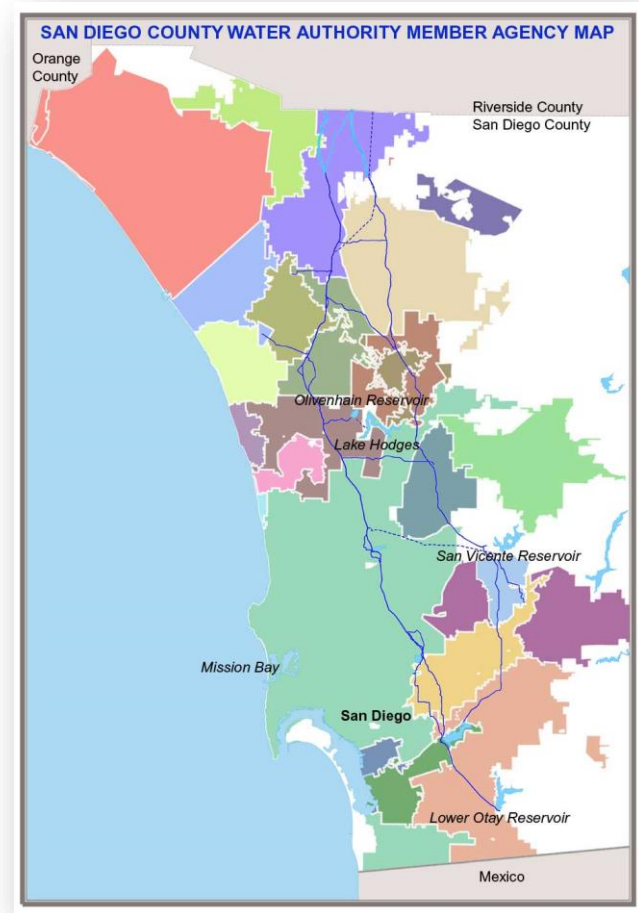 SAN DIEGO COUNTY WATER AUTHORITY MEMBER AGENCY MAP
Orange
County
Riverside County
San Diego County
Olivenhain Reservoir
Lake Hodges
San Vicente Reservoir
Mission Bay
San Diego
Lower Otay Reservoir
Mexico